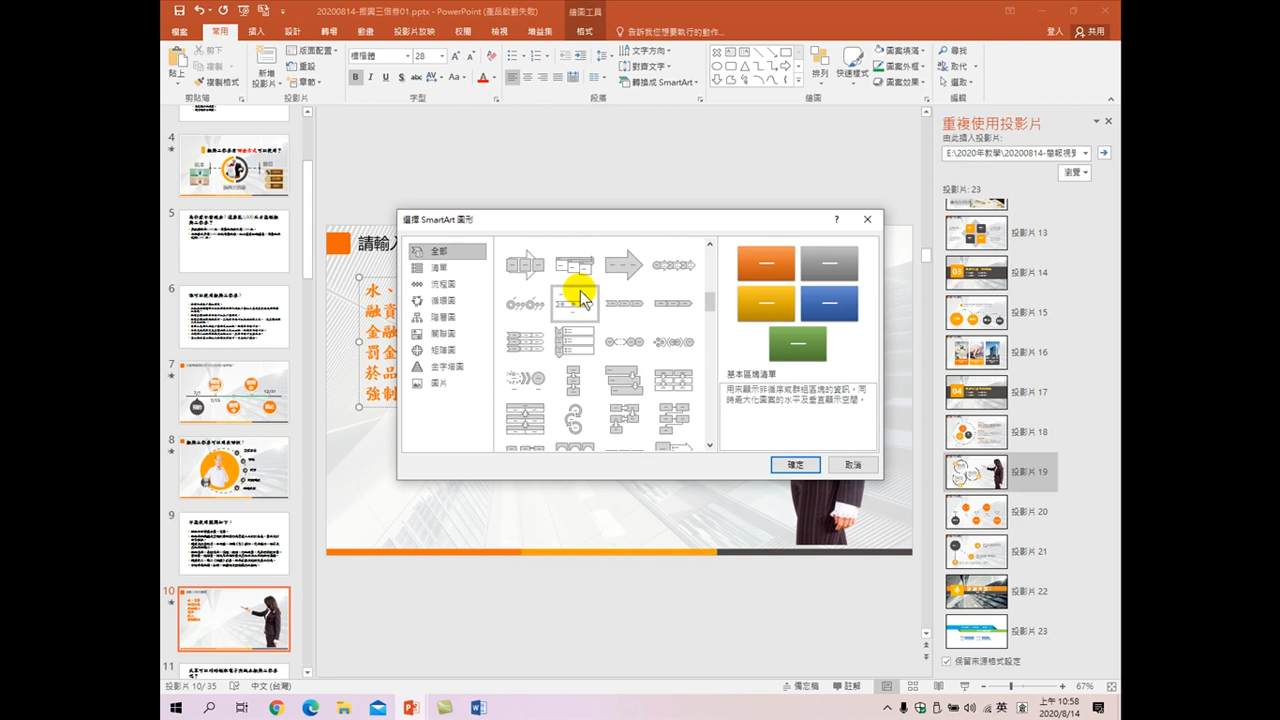 20200814-振興三倍券01.pptx - PowerPoint (產品啟動失敗)
繪圖工具
檔案
常用
插入
設計
轉場
動畫
投影片放映
校閱
檢視
增益集
格式
告訴我您想要執行的動作...
登入
共用
貼上
剪下
複製
複製格式
剪貼簿
新增
投影片
版面配置
重設
章節
投影片
標楷體
28
字型
段落
文字方向
對齊文字
轉換成 SmartArt
排列
快速樣式
圖案填滿
圖案外框
圖案效果
繪圖
尋找
取代
選取
編輯
4
5
6
7
8
9
10
11
請輸入
水、
融資
金融
罰金
菸品
強制
選擇 SmartArt 圖形
?
全部
清單
流程圖
循環圖
階層圖
關聯圖
矩陣圖
金字塔圖
圖片
基本區塊清單
用來顯示非循序或群組區塊的資訊。同
時最大化圖案的水平及垂直顯示空間。
確定
取消
重複使用投影片
由此插入投影片:
E:\2020年教學\20200814-簡報視覺
瀏覽
投影片: 23
投影片 13
投影片 14
投影片 15
投影片 16
投影片 17
投影片 18
投影片 19
投影片 20
投影片 21
投影片 22
投影片 23
保留來源格式設定
投影片 10/ 35
中文 (台灣)
備忘稿
註解
67%
英
上午 10:58
2020/8/14